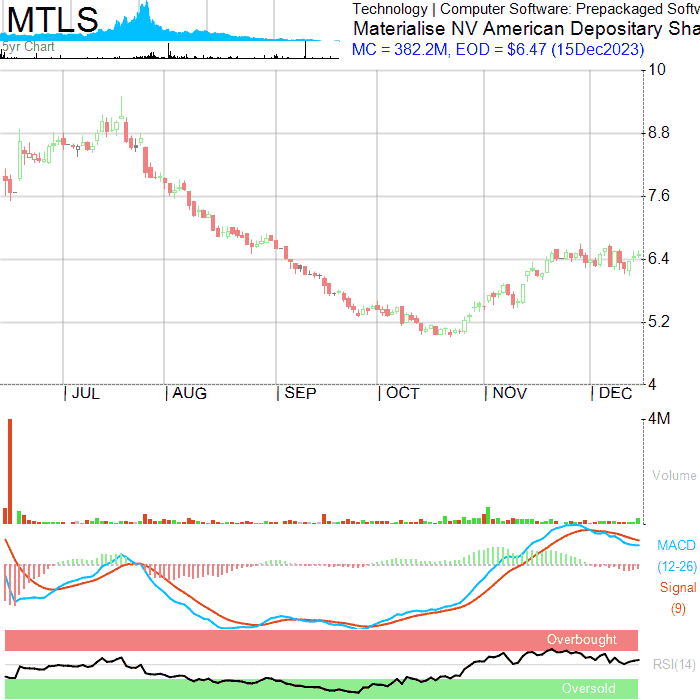 MTLS
5yr Chart
Technology | Computer Software: Prepackaged Softw
Materialise NV American Depositary Sha
MC = 382.2M, EOD = $6.47 (15Dec2023)
10
8.8
7.6
6.4
5.2
4
| JUL | AUG | SEP | OCT | NOV | DEC
4M
Volume
MACD
(12-26)
Signal
(9)
Overbought
RSI(14)
Oversold